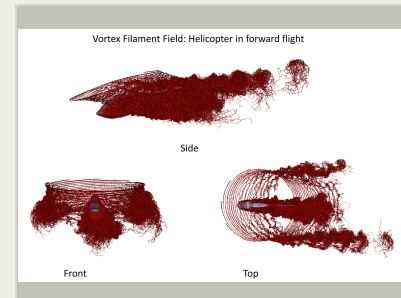 Vortex Filament Field: Helicopter in forward flight
Side
Front
Top